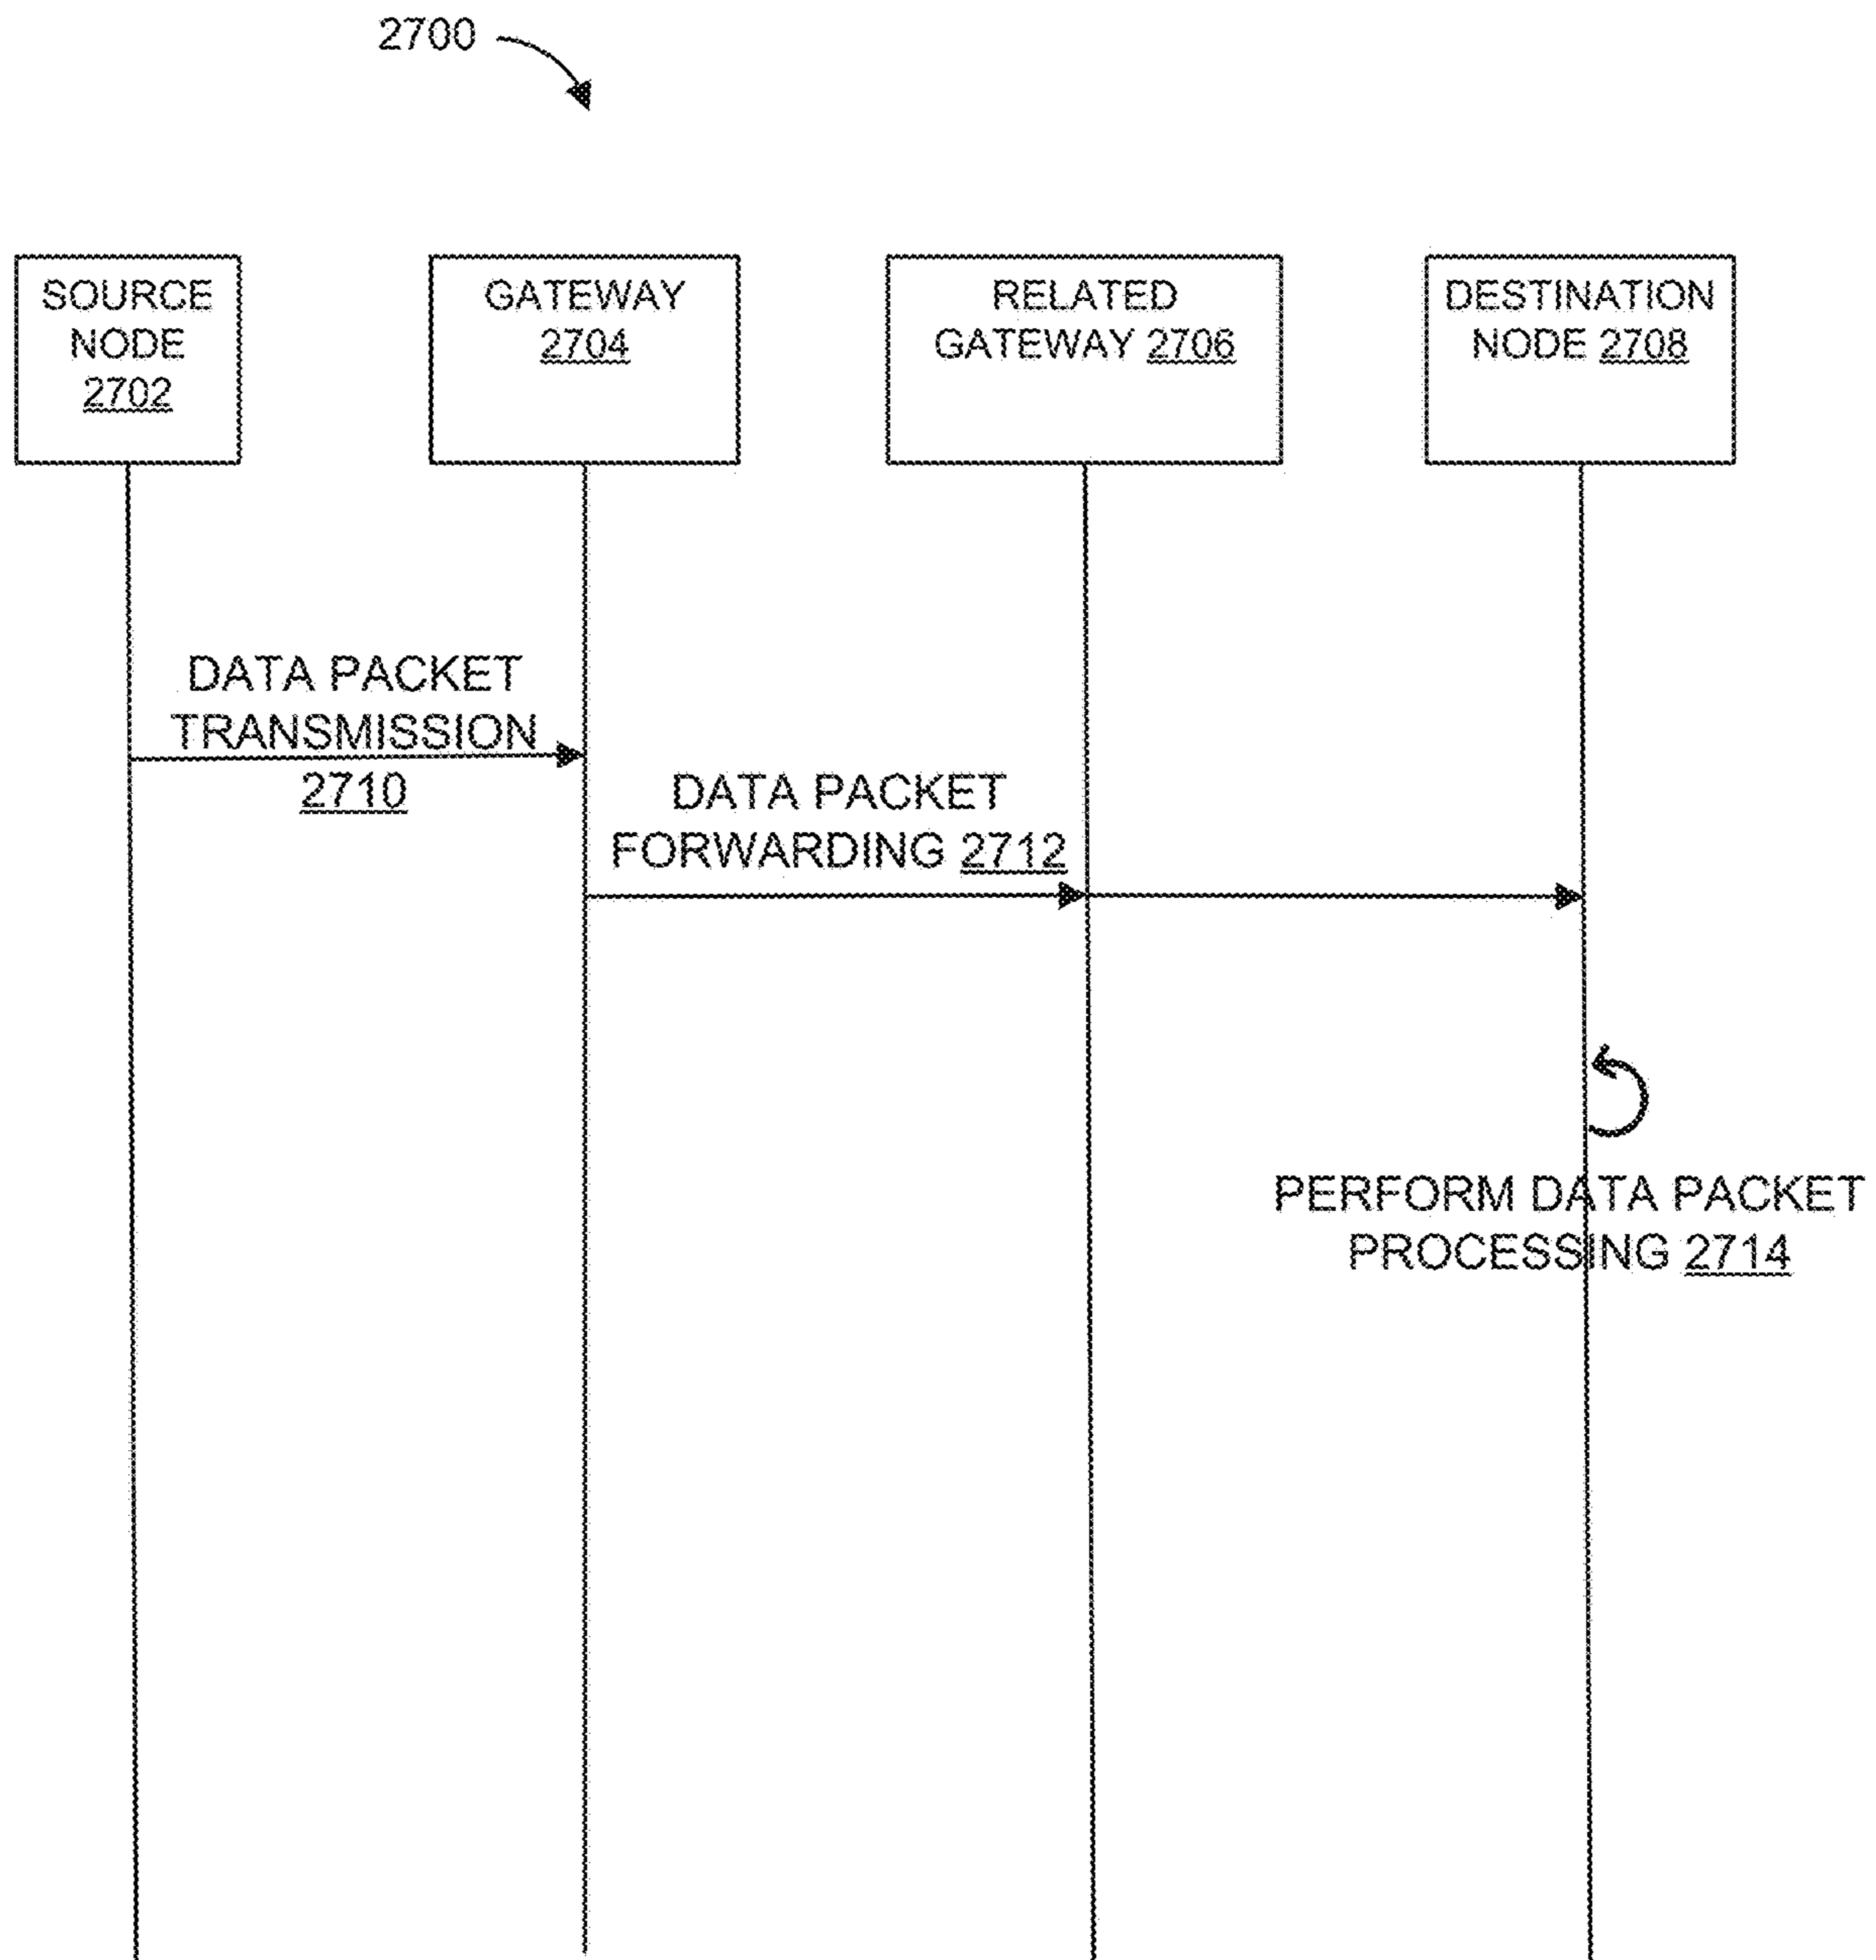 2700
SOURCE
NODE
2702
GATEWAY
2704
RELATED
GATEWAY 2706
DESTINATION
NODE 2708
DATA PACKET
TRANSMISSION
2710
DATA PACKET
FORWARDING 2712
PERFORM DATA PACKET
PROCESSING 2714